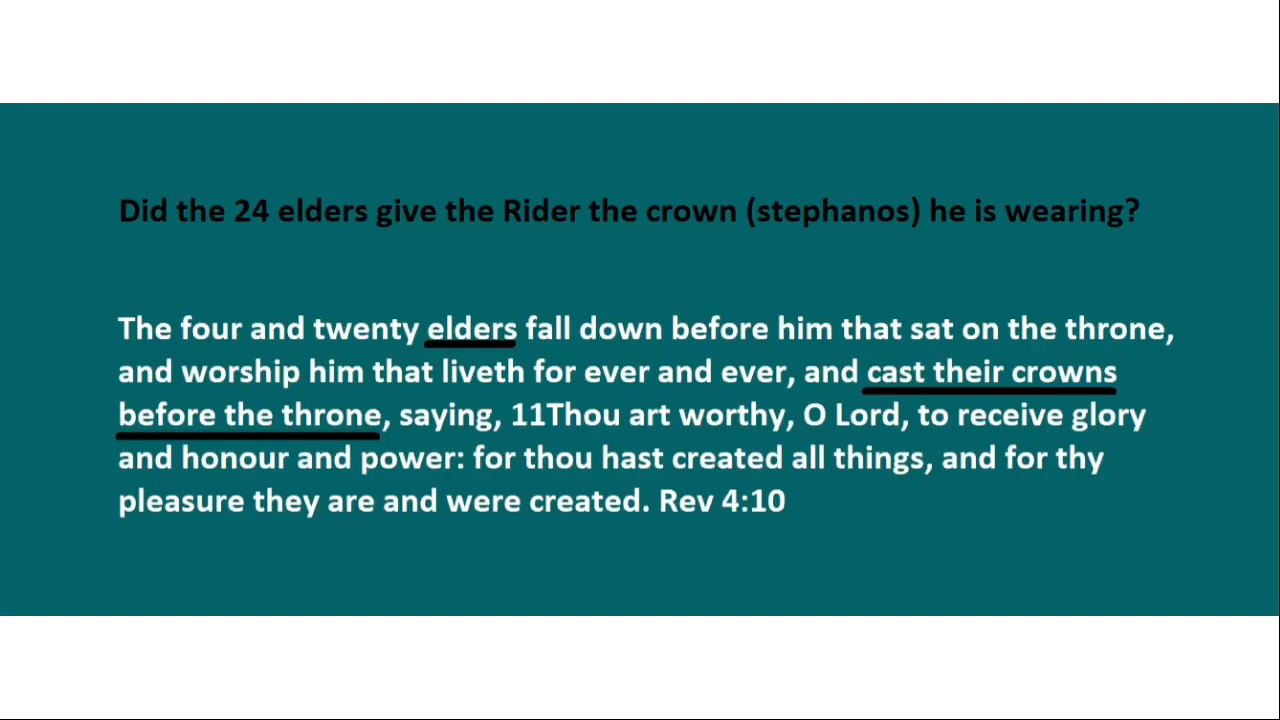 Did the 24 elders give the Rider the crown (stephanos) he is wearing?
The four and twenty elders fall down before him that sat on the throne,
and worship him that liveth for ever and ever, and cast their crowns
before the throne, saying, 11Thou art worthy, O Lord, to receive glory
and honour and power: for thou hast created all things, and for thy
pleasure they are and were created. Rev 4:10